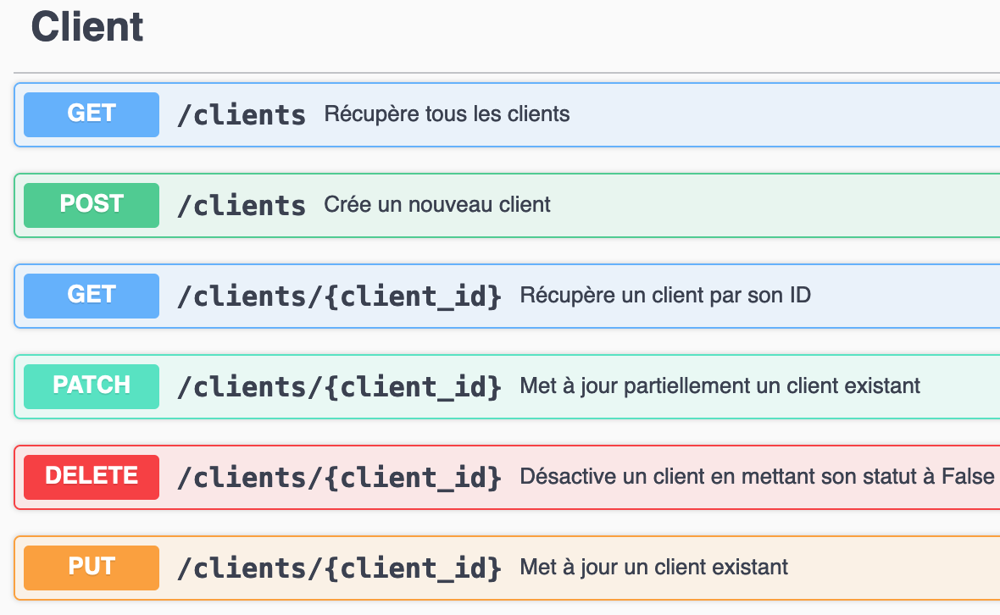 Client
GET /clients Récupère tous les clients
POST /clients Crée un nouveau client
GET /clients/{client_id} Récupère un client par son ID
PATCH /clients/{client_id} Met à jour partiellement un client existant
DELETE /clients/{client_id} Désactive un client en mettant son statut à False
PUT /clients/{client_id} Met à jour un client existant